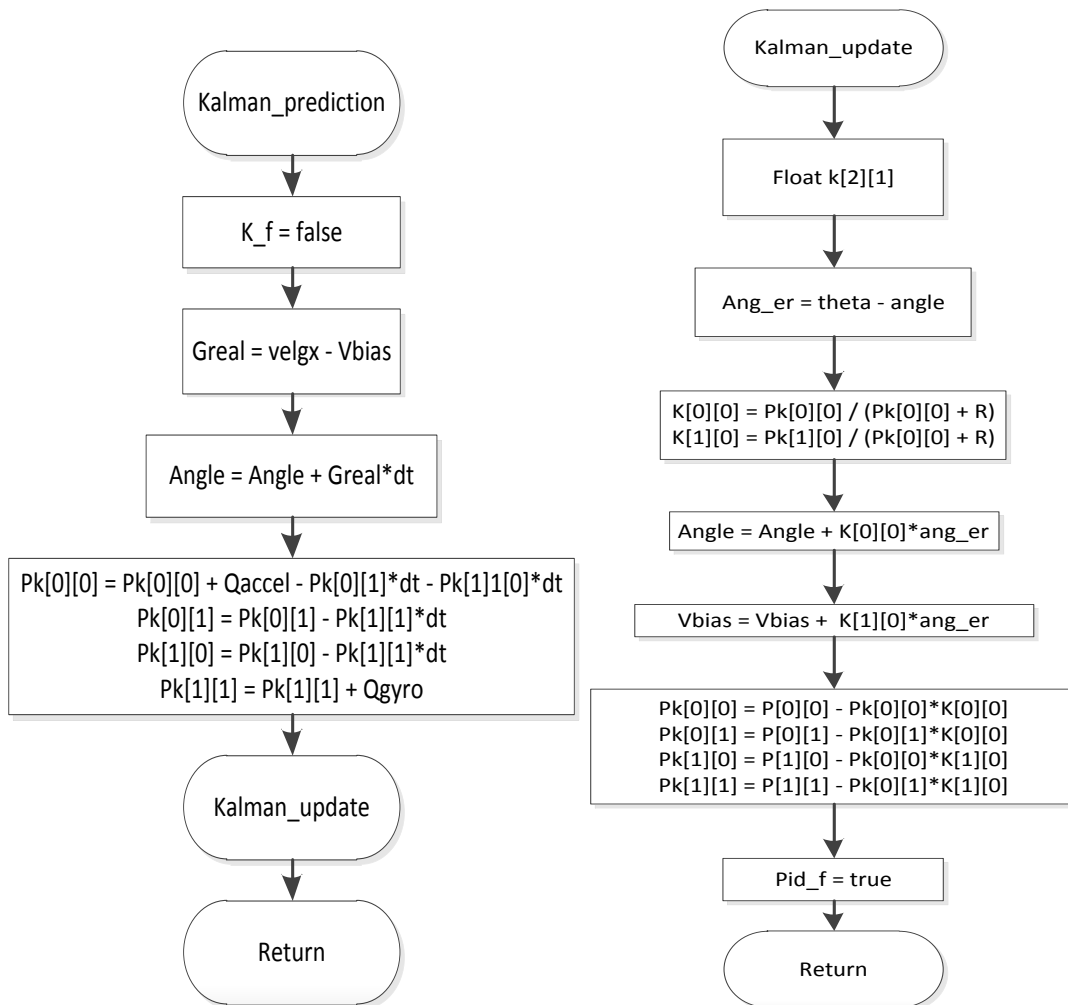 Kalman_prediction
K_f = false
Greal = velgx - Vbias
Angle = Angle + Greal*dt
Pk[0][0] = Pk[0][0] + Qaccel - Pk[0][1]*dt - Pk[1]1[0]*dt
Pk[0][1] = Pk[0][1] - Pk[1][1]*dt
Pk[1][0] = Pk[1][0] - Pk[1][1]*dt
Pk[1][1] = Pk[1][1] + Qgyro
Kalman_update
Return
Kalman_update
Float k[2][1]
Ang_er = theta - angle
K[0][0] = Pk[0][0] / (Pk[0][0] + R)
K[1][0] = Pk[1][0] / (Pk[0][0] + R)
Angle = Angle + K[0][0]*ang_er
Vbias = Vbias + K[1][0]*ang_er
Pk[0][0] = P[0][0] - Pk[0][0]*K[0][0]
Pk[0][1] = P[0][1] - Pk[0][1]*K[0][0]
Pk[1][0] = P[1][0] - Pk[0][0]*K[1][0]
Pk[1][1] = P[1][1] - Pk[0][1]*K[1][0]
Pid_f = true
Return